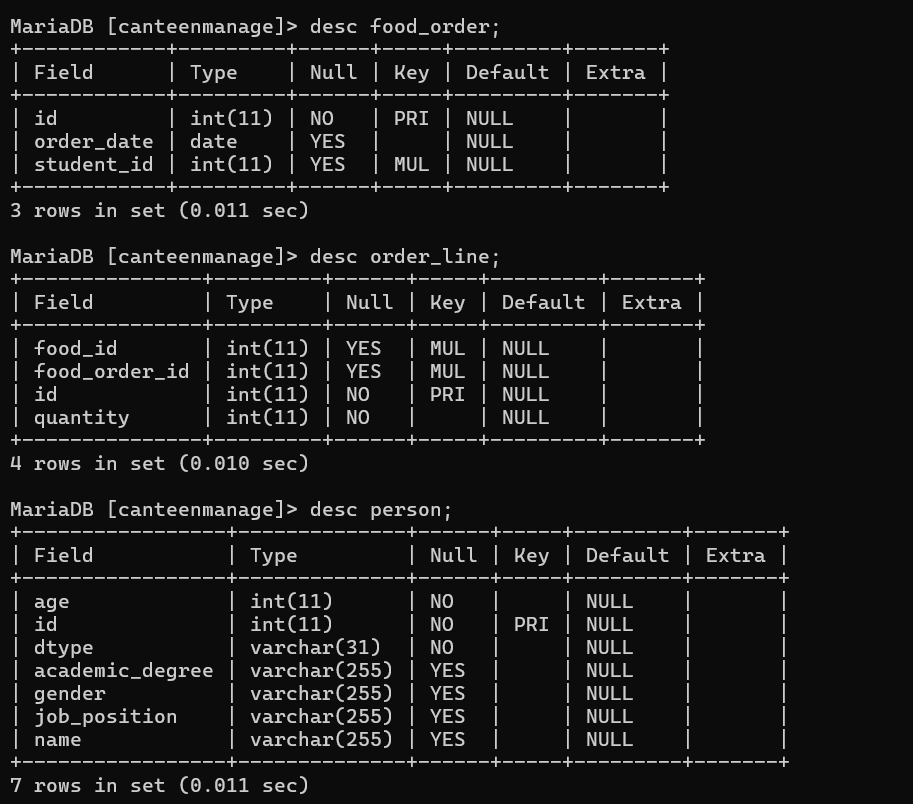 MariaDB [canteenmanage]> desc food_order;
+------------+---------+------+-----+---------+-------+
| Field      | Type    | Null | Key | Default | Extra |
+------------+---------+------+-----+---------+-------+
| id         | int(11) | NO   | PRI | NULL    |       |
| order_date | date    | YES  |     | NULL    |       |
| student_id | int(11) | YES  | MUL | NULL    |       |
+------------+---------+------+-----+---------+-------+
3 rows in set (0.011 sec)

MariaDB [canteenmanage]> desc order_line;
+---------------+---------+------+-----+---------+-------+
| Field         | Type    | Null | Key | Default | Extra |
+---------------+---------+------+-----+---------+-------+
| food_id       | int(11) | YES  | MUL | NULL    |       |
| food_order_id | int(11) | YES  | MUL | NULL    |       |
| id            | int(11) | NO   | PRI | NULL    |       |
| quantity      | int(11) | NO   |     | NULL    |       |
+---------------+---------+------+-----+---------+-------+
4 rows in set (0.010 sec)

MariaDB [canteenmanage]> desc person;
+-----------------+--------------+------+-----+---------+-------+
| Field           | Type         | Null | Key | Default | Extra |
+-----------------+--------------+------+-----+---------+-------+
| age             | int(11)      | NO   |     | NULL    |       |
| id              | int(11)      | NO   | PRI | NULL    |       |
| dtype           | varchar(31)  | NO   |     | NULL    |       |
| academic_degree | varchar(255) | YES  |     | NULL    |       |
| gender          | varchar(255) | YES  |     | NULL    |       |
| job_position    | varchar(255) | YES  |     | NULL    |       |
| name            | varchar(255) | YES  |     | NULL    |       |
+-----------------+--------------+------+-----+---------+-------+
7 rows in set (0.011 sec)